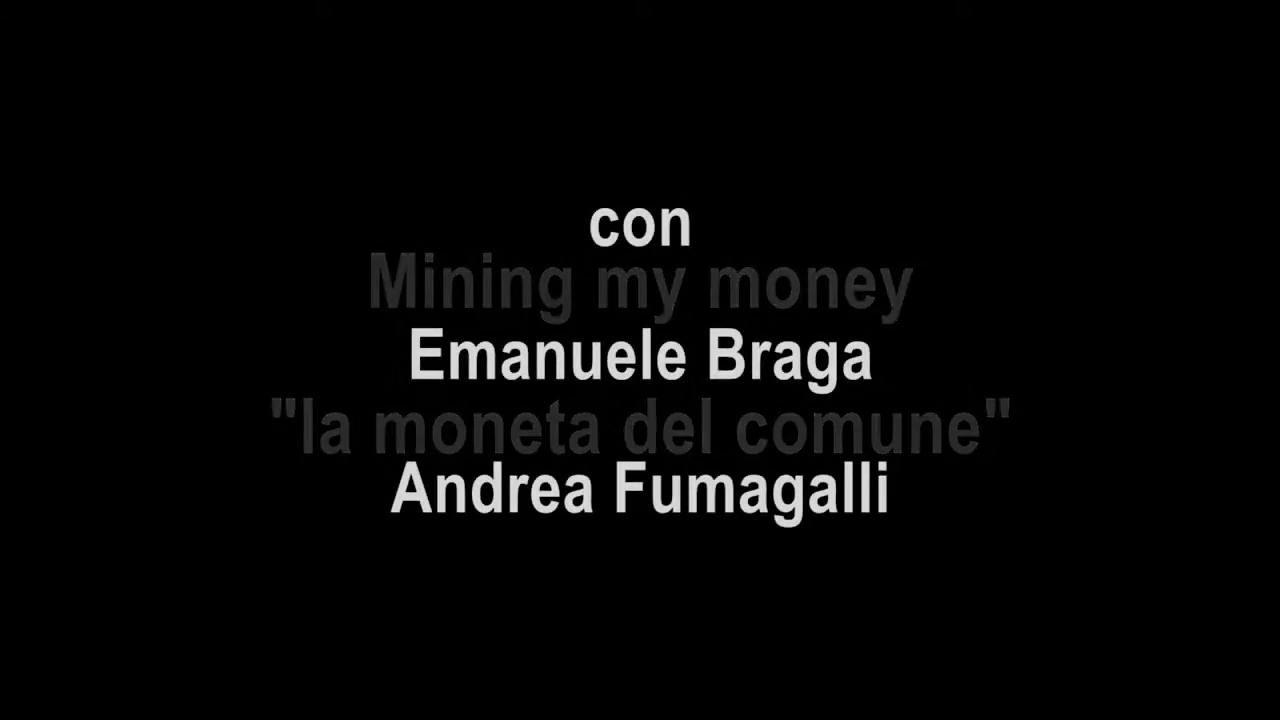 con
Mining my money
Emanuele Braga
"la moneta del comune"
Andrea Fumagalli